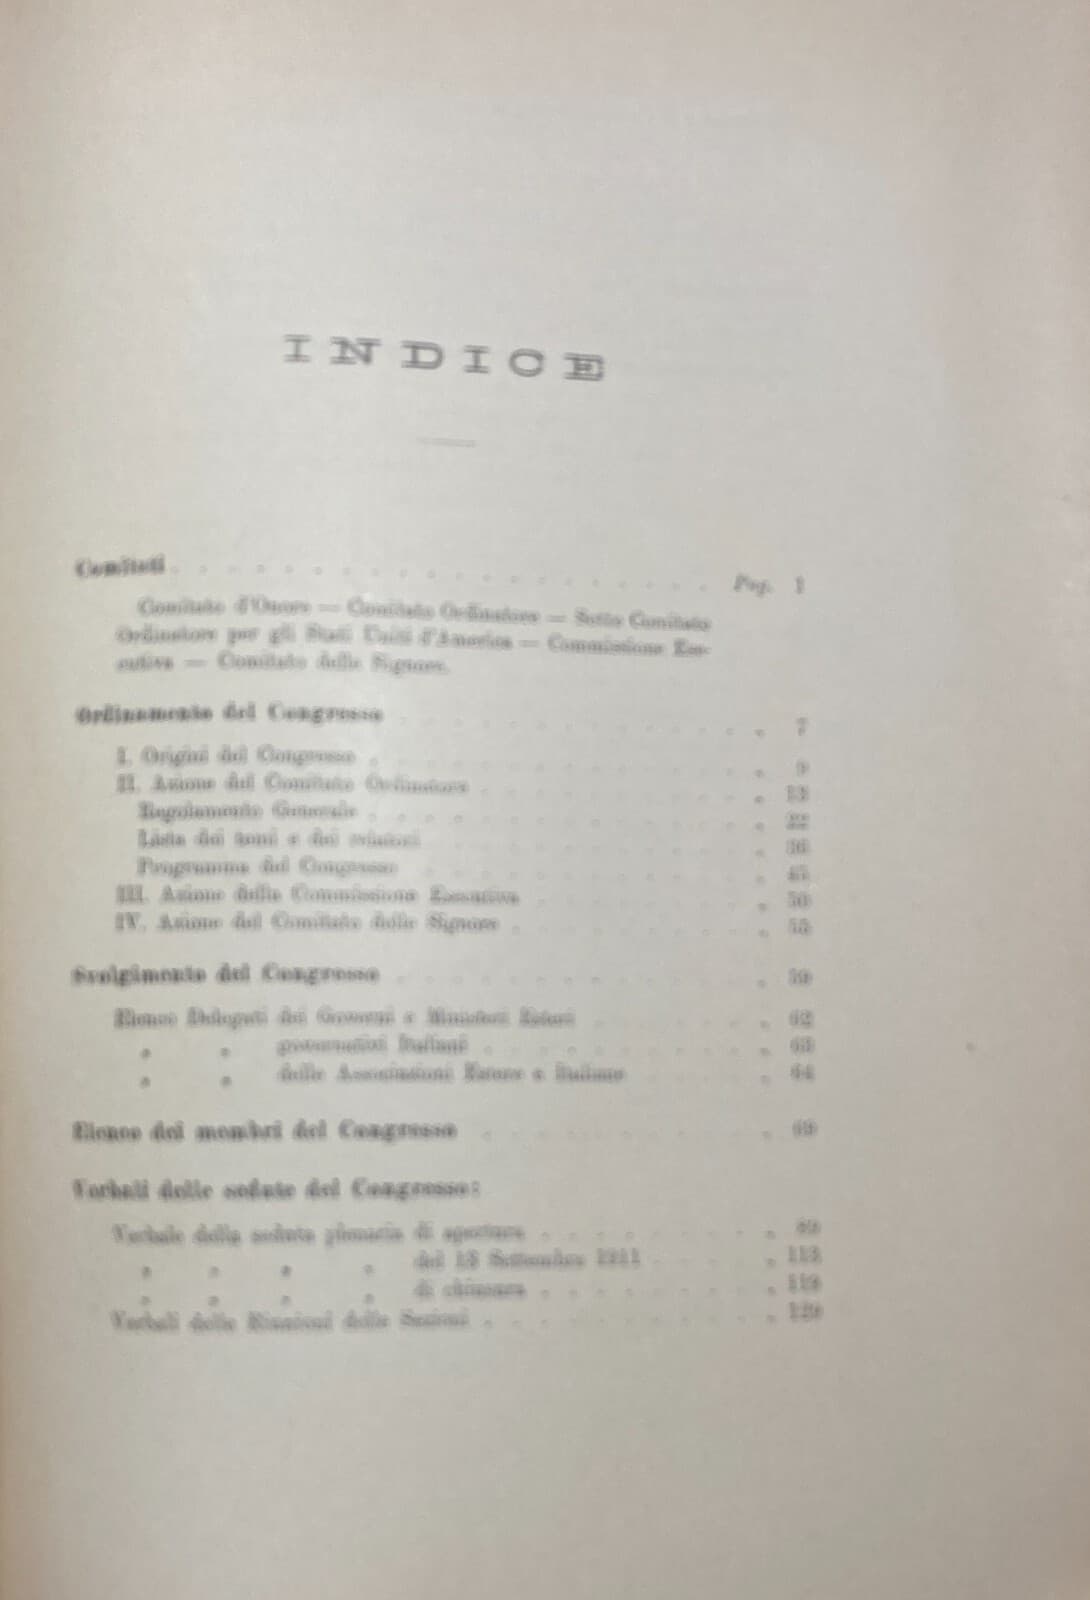 INDICE
Comitati . . . . . . . . . . . . . . . . . . . . Pag. 1
Comitato d'Onore — Comitato Ordinatore — Sotto Comitato
Ordinatore per gli Stati Uniti d'America — Commissione Ese-
cutiva — Comitato delle Signore.
Ordinamento del Congresso . . . . . . . . . . . . . » 7
I. Origini del Congresso . . . . . . . . . . . . . . » 9
II. Azione del Comitato Ordinatore . . . . . . . . . . » 13
Regolamento Generale . . . . . . . . . . . . . . » 22
Lista dei temi e dei relatori . . . . . . . . . . . »
Programma del Congresso . . . . . . . . . . . . » 45
III. Azione della Commissione Esecutiva . . . . . . . . » 50
IV. Azione del Comitato delle Signore . . . . . . . . . »
Svolgimento del Congresso . . . . . . . . . . . . . » 59
Elenco Delegati dei Governi e Ministeri Esteri . . . . . . » 62
» » governativi Italiani . . . . . . . . . . » 63
» » delle Associazioni Estere e Italiane . . . . . » 64
Elenco dei membri del Congresso . . . . . . . . . . » 69
Verbali delle sedute del Congresso:
Verbale della seduta plenaria di apertura . . . . . . . . » 89
» » » » del 18 Settembre 1911 . . . . » 113
» » » » di chiusura . . . . . . . . » 119
Verbali delle Riunioni delle Sezioni . . . . . . . . . . » 129